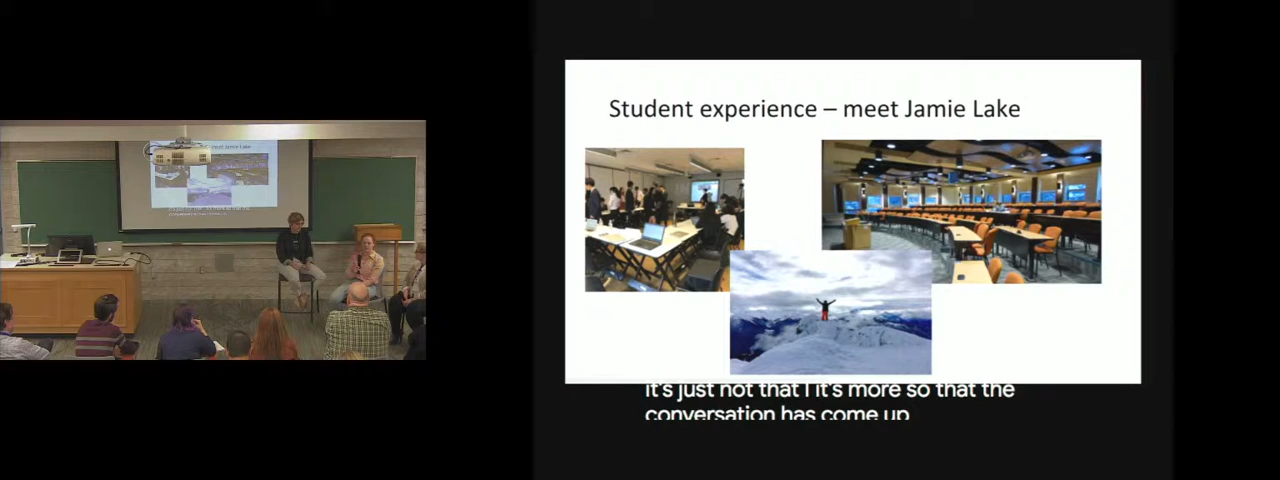 Student experience – meet Jamie Lake
it's just not that I it's more so that the
conversation has come up